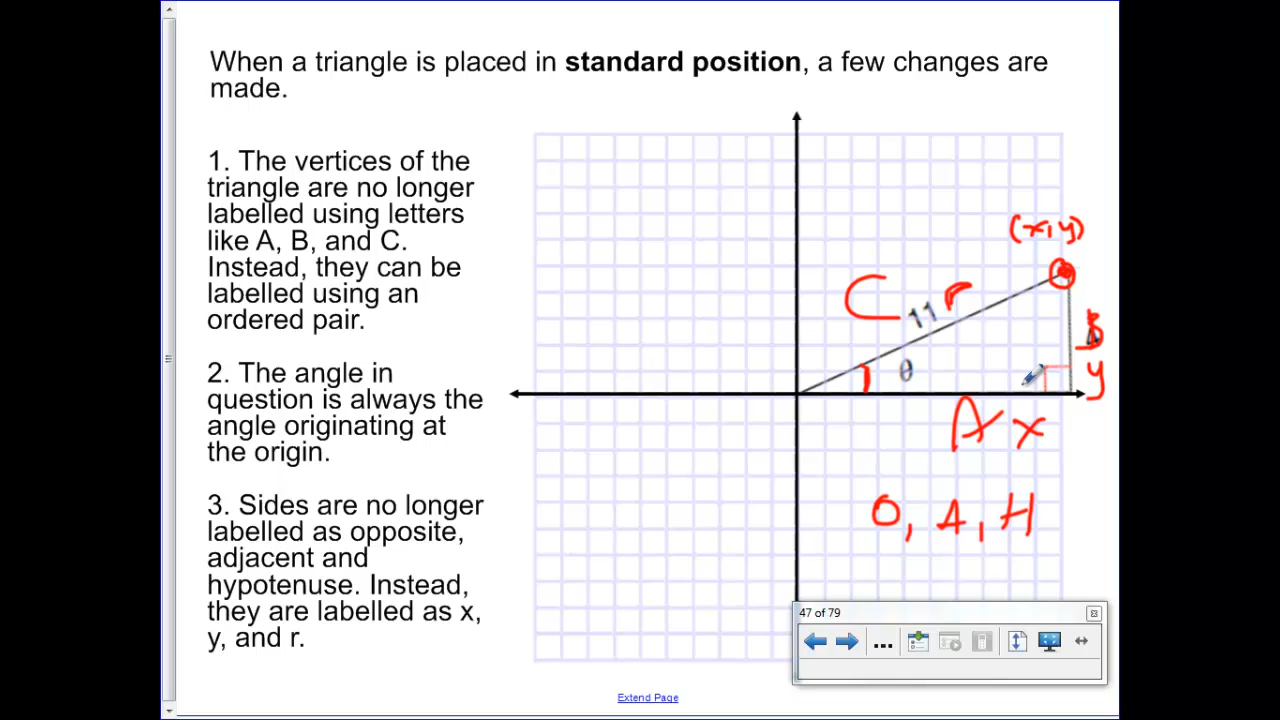 When a triangle is placed in standard position, a few changes are
made.
1. The vertices of the
triangle are no longer
labelled using letters
like A, B, and C.
Instead, they can be
labelled using an
ordered pair.
2. The angle in
question is always the
angle originating at
the origin.
3. Sides are no longer
labelled as opposite,
adjacent and
hypotenuse. Instead,
they are labelled as x,
y, and r.
(x, y)
C 11 r
θ
y
A x
O, A, H
47 of 79
...
Extend Page